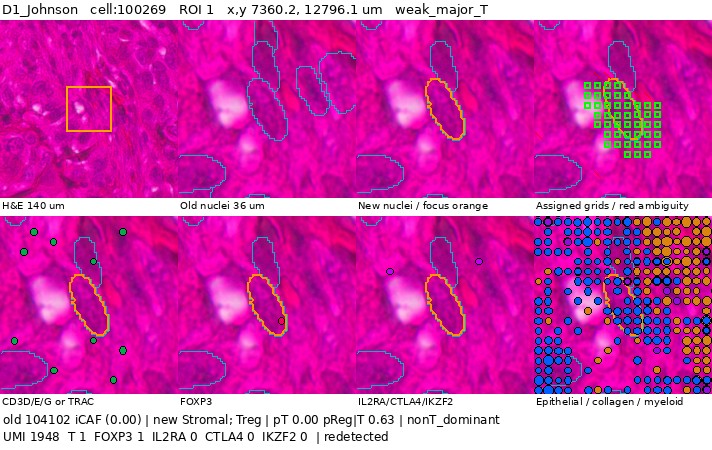 D1_Johnson cell:100269 ROI 1 x,y 7360.2, 12796.1 um weak_major_T
H&E 140 um
Old nuclei 36 um
New nuclei / focus orange
Assigned grids / red ambiguity
CD3D/E/G or TRAC
FOXP3
IL2RA/CTLA4/IKZF2
Epithelial / collagen / myeloid
old 104102 iCAF (0.00) | new Stromal; Treg | pT 0.00 pReg|T 0.63 | nonT_dominant
UMI 1948 T 1 FOXP3 1 IL2RA 0 CTLA4 0 IKZF2 0 | redetected